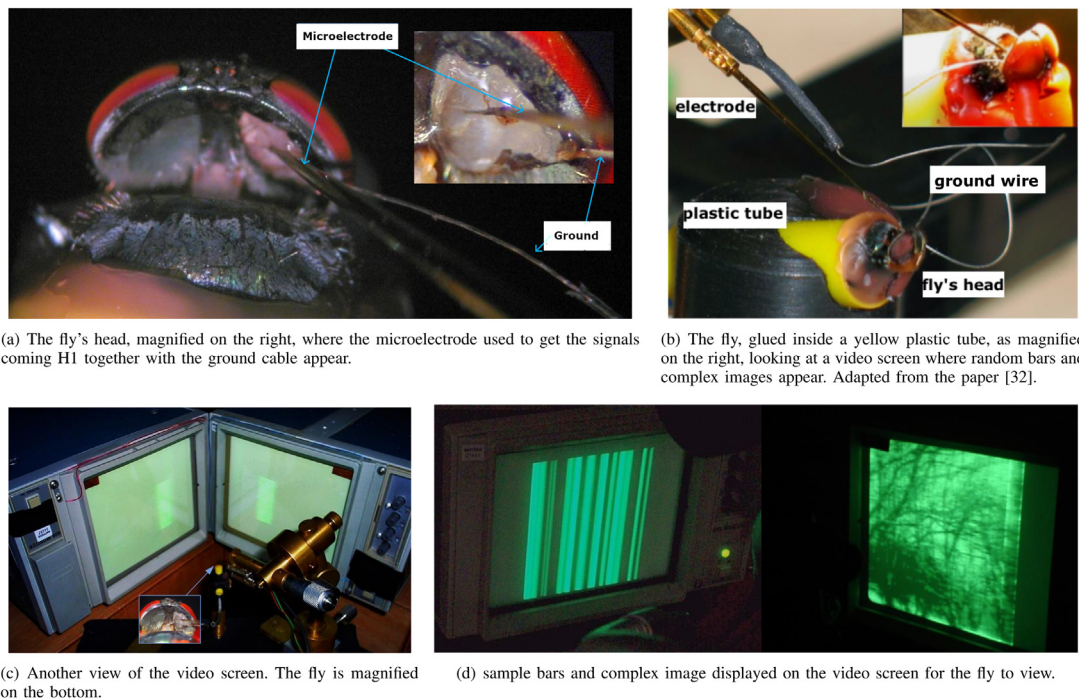 Microelectrode
Ground
electrode
ground wire
plastic tube
fly's head
(a) The fly's head, magnified on the right, where the microelectrode used to get the signals
coming H1 together with the ground cable appear.
(b) The fly, glued inside a yellow plastic tube, as magnified
on the right, looking at a video screen where random bars and
complex images appear. Adapted from the paper [32].
(c) Another view of the video screen. The fly is magnified
on the bottom.
(d) sample bars and complex image displayed on the video screen for the fly to view.